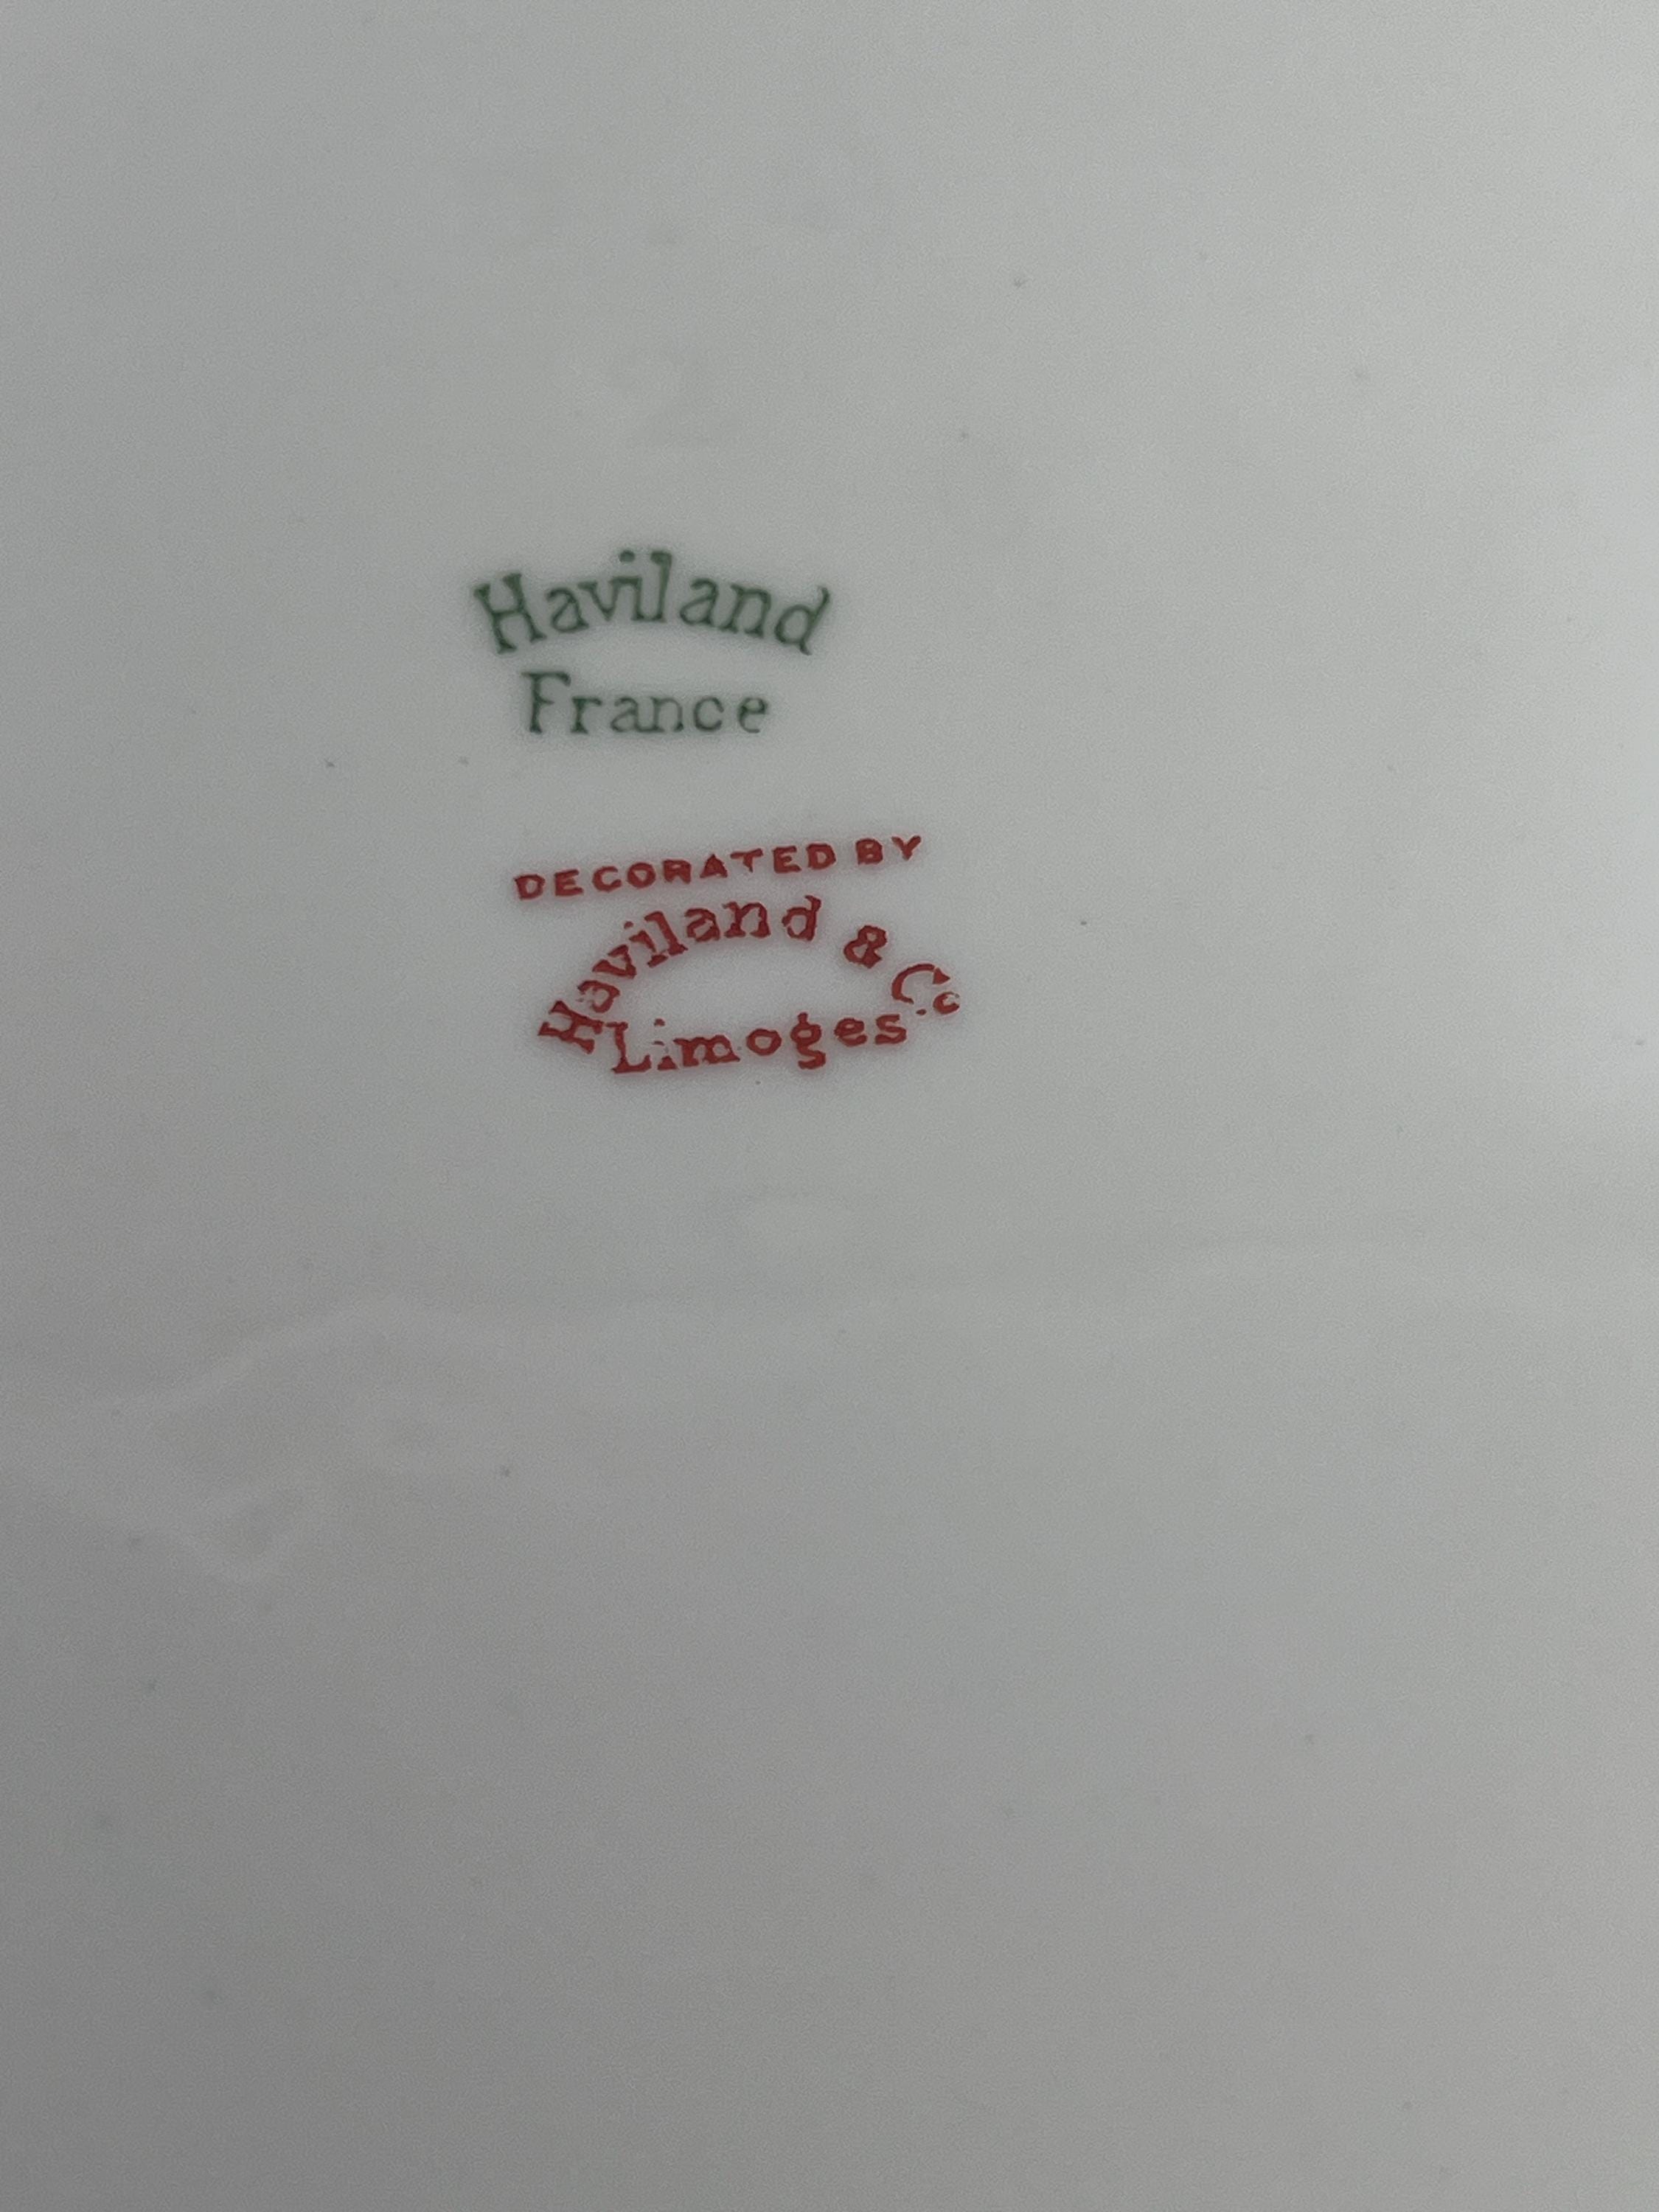 Haviland
France
DECORATED BY
Haviland & Co
Limoges